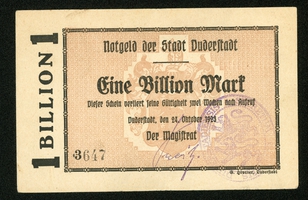 1 BILLION 1
Notgeld der Stadt Duderstadt
Eine Billion Mark
Dieser Schein verliert seine Gültigkeit zwei Wochen nach Aufruf
Duderstadt, den 24. Oktober 1923
Der Magistrat
3647
Duderstadt.